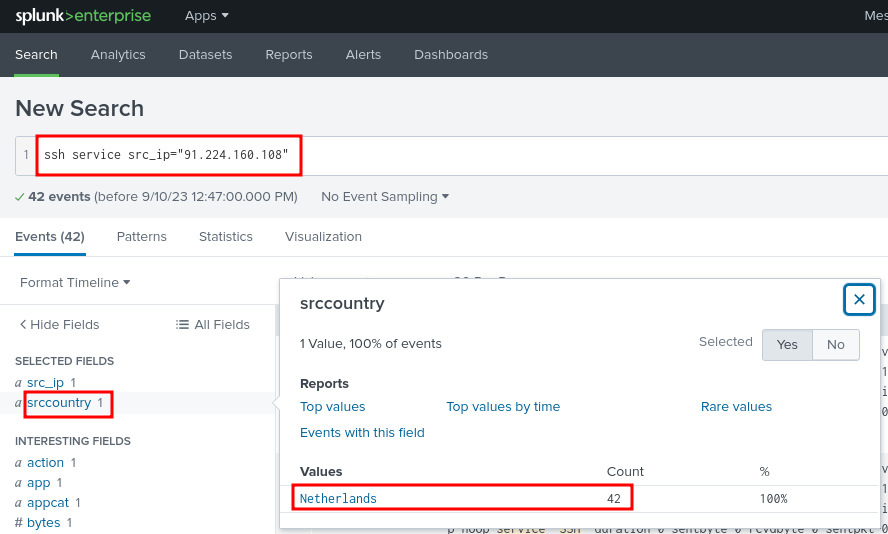 splunk>enterprise Apps Mes
Search Analytics Datasets Reports Alerts Dashboards
New Search
1 ssh service src_ip="91.224.160.108"
42 events (before 9/10/23 12:47:00.000 PM) No Event Sampling
Events (42) Patterns Statistics Visualization
Format Timeline
srccountry
Hide Fields All Fields
1 Value, 100% of events Selected Yes No
SELECTED FIELDS
a src_ip 1
a srccountry 1
Reports
Top values Top values by time Rare values
Events with this field
INTERESTING FIELDS
a action 1
a app 1
a appcat 1
# bytes 1
Values Count %
Netherlands 42 100%